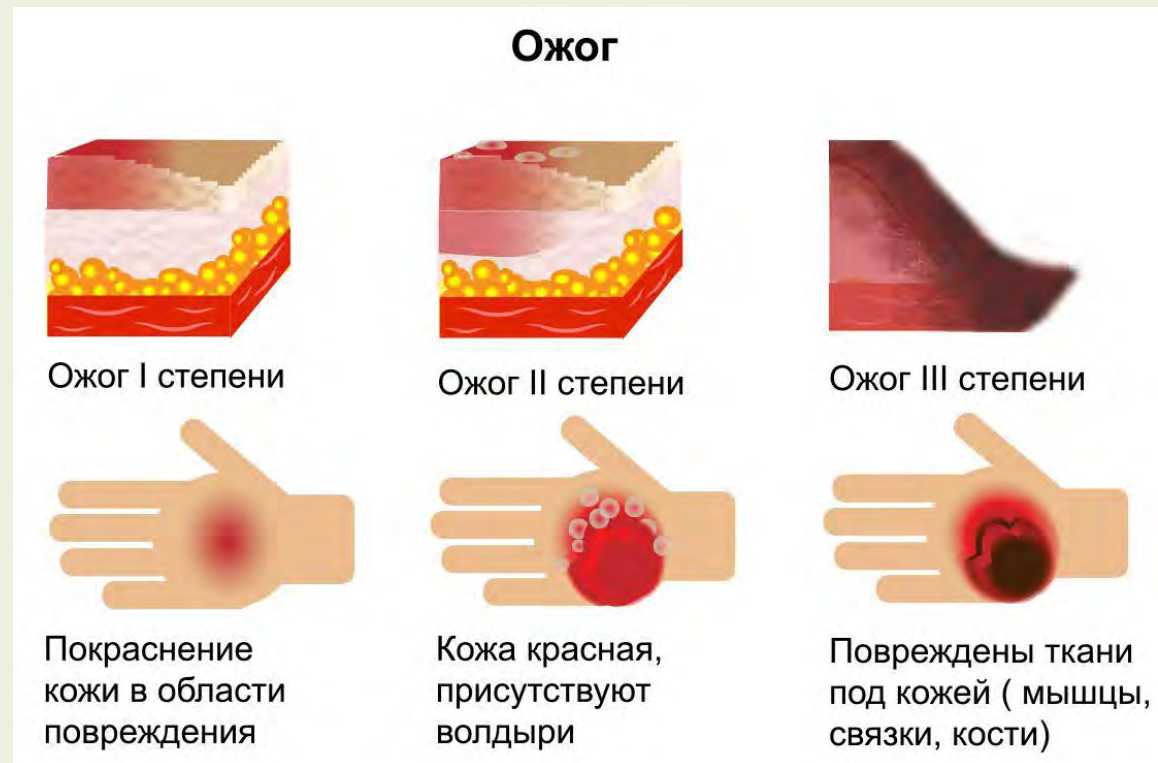 Ожог
Ожог I степени
Ожог II степени
Ожог III степени
Покраснение
кожи в области
повреждения
Кожа красная,
присутствуют
волдыри
Повреждены ткани
под кожей ( мышцы,
связки, кости)